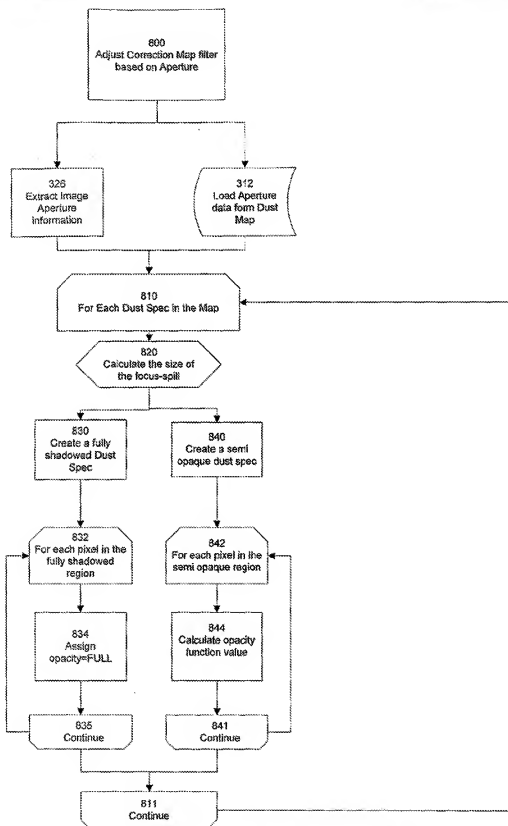 800
Adjust Correction Map filter
based on Aperture
326
Extract Image
Aperture
Information
312
Load Aperture
data form Dust
Map
810
For Each Dust Spec in the Map
820
Calculate the size of
the focus-spill
830
Create a fully
shadowed Dust
Spec
840
Create a semi
opaque dust spec
832
For each pixel in the
fully shadowed
region
842
For each pixel in the
semi opaque region
834
Assign
opacity=FULL
844
Calculate opacity
function value
835
Continue
841
Continue
811
Continue